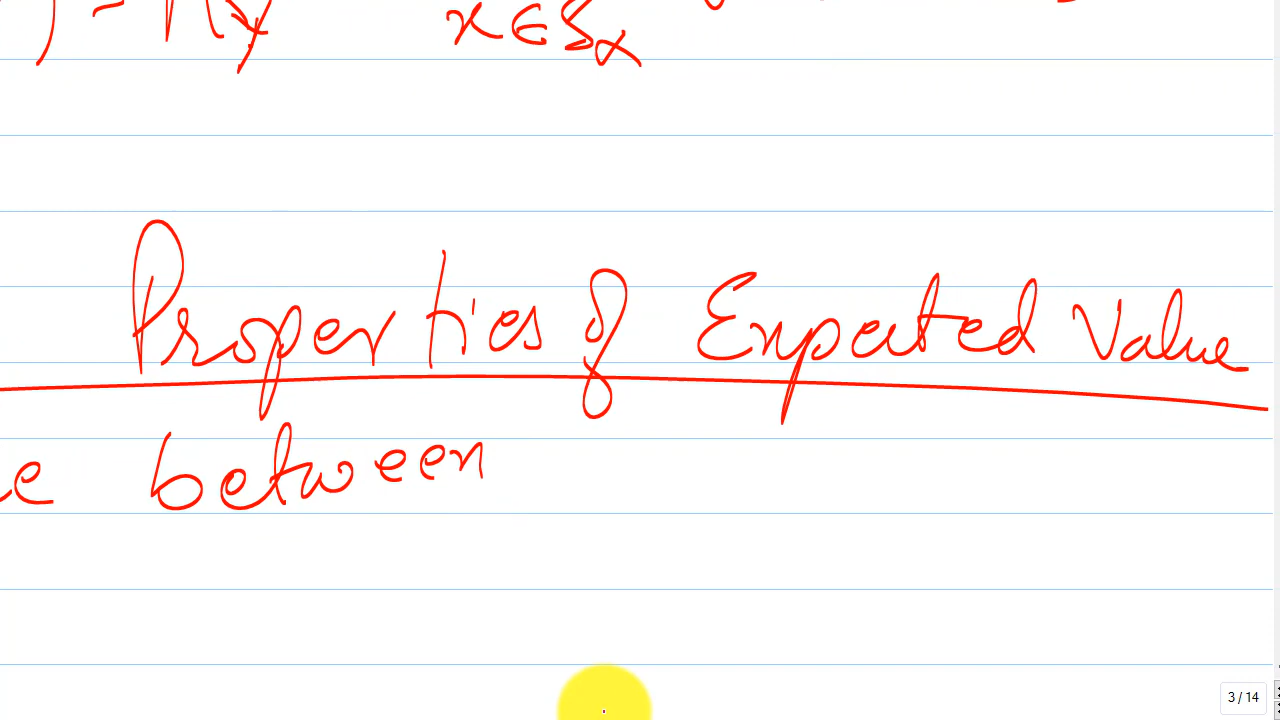 x ∈ S_x
Properties of Expected Value
between
3 / 14